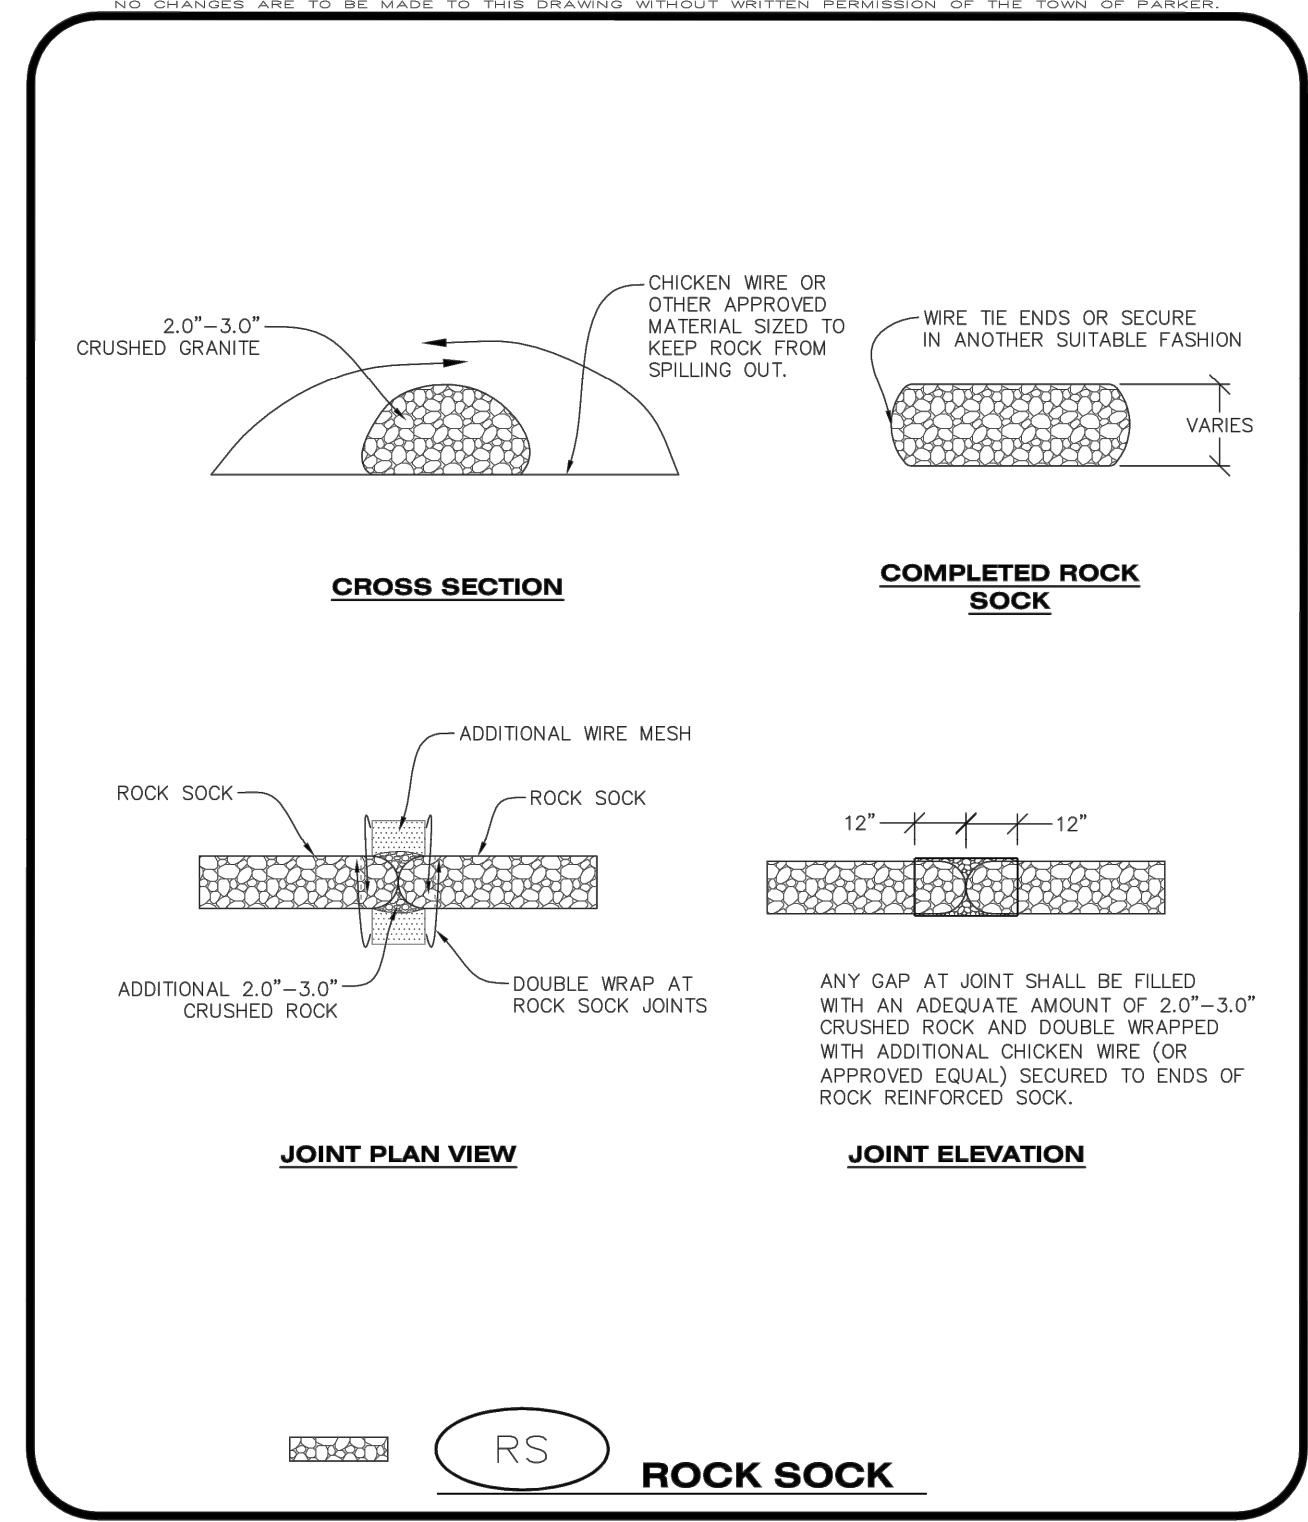 NO CHANGES ARE TO BE MADE TO THIS DRAWING WITHOUT WRITTEN PERMISSION OF THE TOWN OF PARKER.
2.0”–3.0”
CRUSHED GRANITE
CHICKEN WIRE OR
OTHER APPROVED
MATERIAL SIZED TO
KEEP ROCK FROM
SPILLING OUT.
WIRE TIE ENDS OR SECURE
IN ANOTHER SUITABLE FASHION
VARIES
CROSS SECTION
COMPLETED ROCK
SOCK
ADDITIONAL WIRE MESH
ROCK SOCK
ROCK SOCK
ADDITIONAL 2.0”–3.0”
CRUSHED ROCK
DOUBLE WRAP AT
ROCK SOCK JOINTS
JOINT PLAN VIEW
12”
12”
ANY GAP AT JOINT SHALL BE FILLED
WITH AN ADEQUATE AMOUNT OF 2.0”–3.0”
CRUSHED ROCK AND DOUBLE WRAPPED
WITH ADDITIONAL CHICKEN WIRE (OR
APPROVED EQUAL) SECURED TO ENDS OF
ROCK REINFORCED SOCK.
JOINT ELEVATION
RS
ROCK SOCK